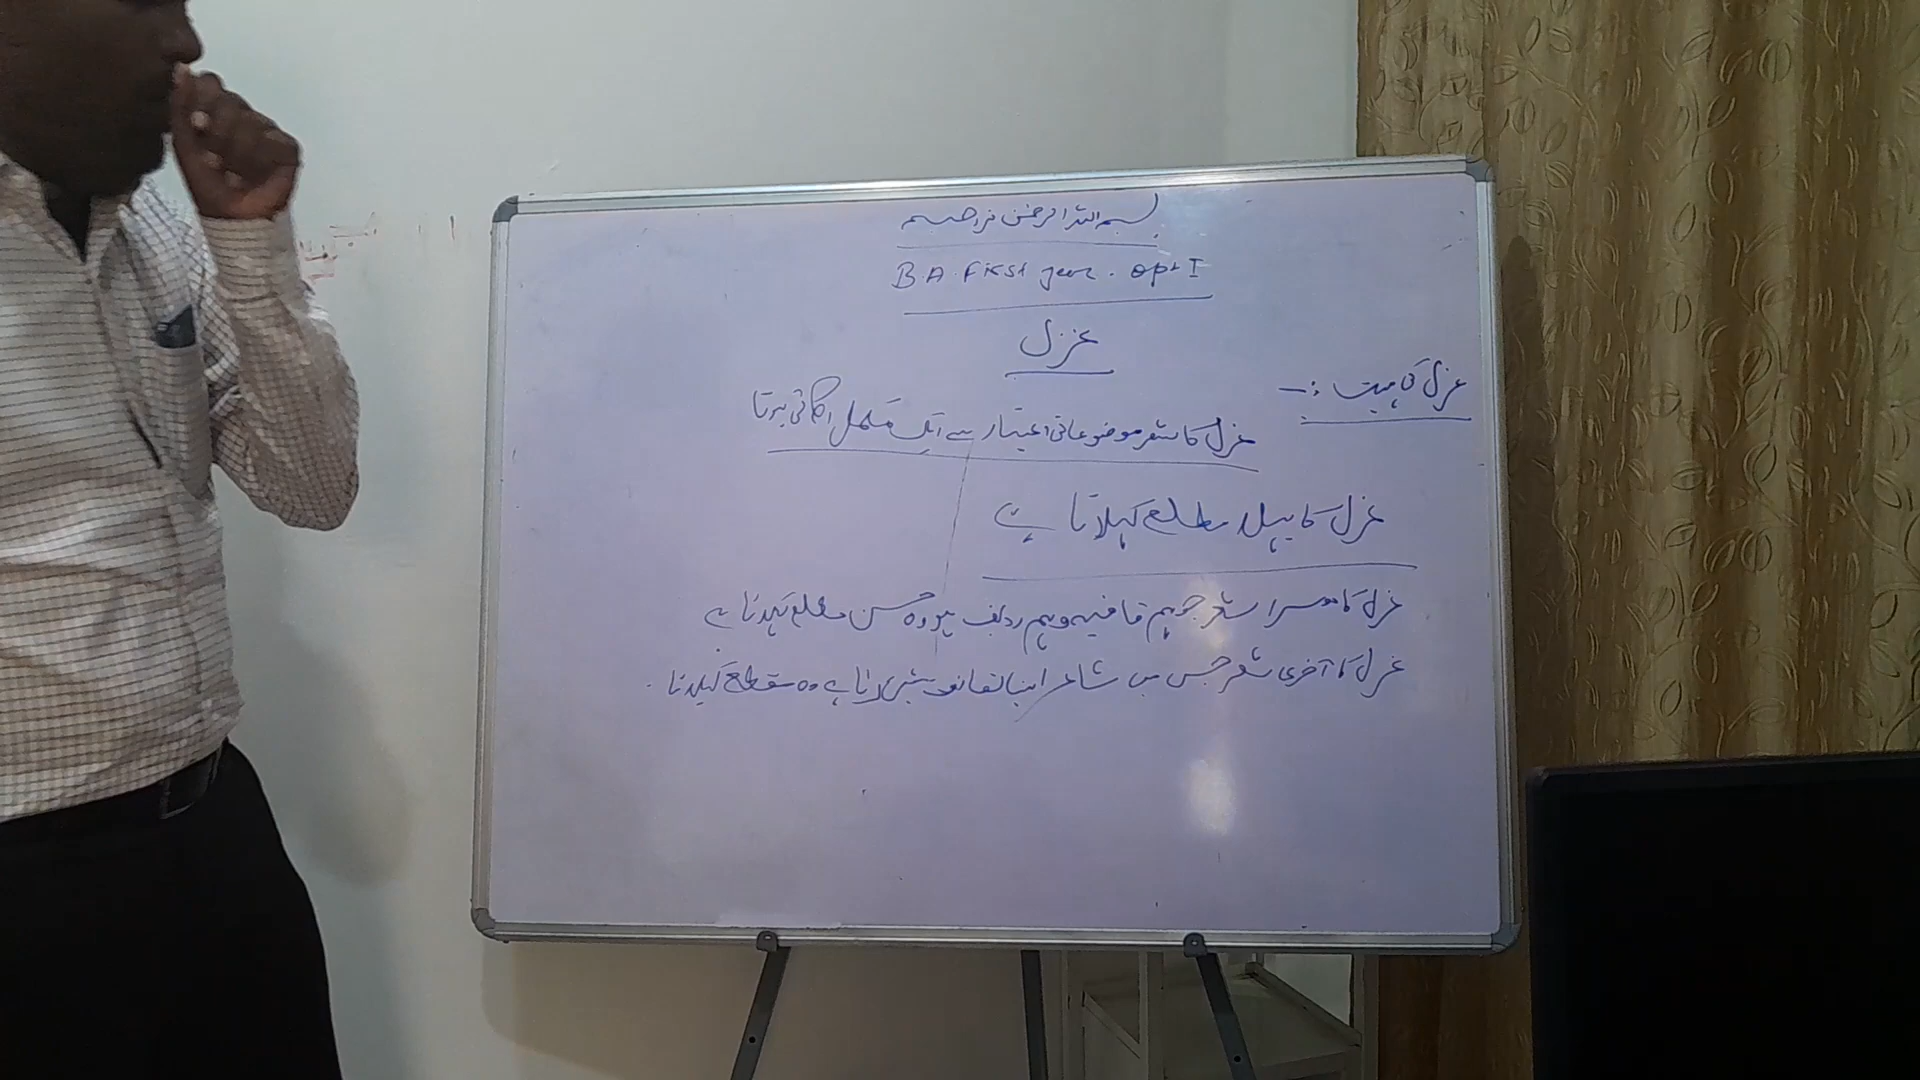 بسم اللہ الرحمن الرحیم
B.A. First year. opt I
غزل
غزل کی ہیت :-
غزل کا شعر موضوعاتی اعتبار سے ایک مکمل اکائی ہوتا
غزل کا پہلا مطلع کہلاتا ہے
غزل کا دوسرا شعر جو ہم قافیہ و ہم ردیف ہو وہ حسن مطلع کہلاتا ہے
غزل کا آخری شعر جس میں شاعر اپنا تخلص پیش کرتا ہے وہ مقطع کہلاتا